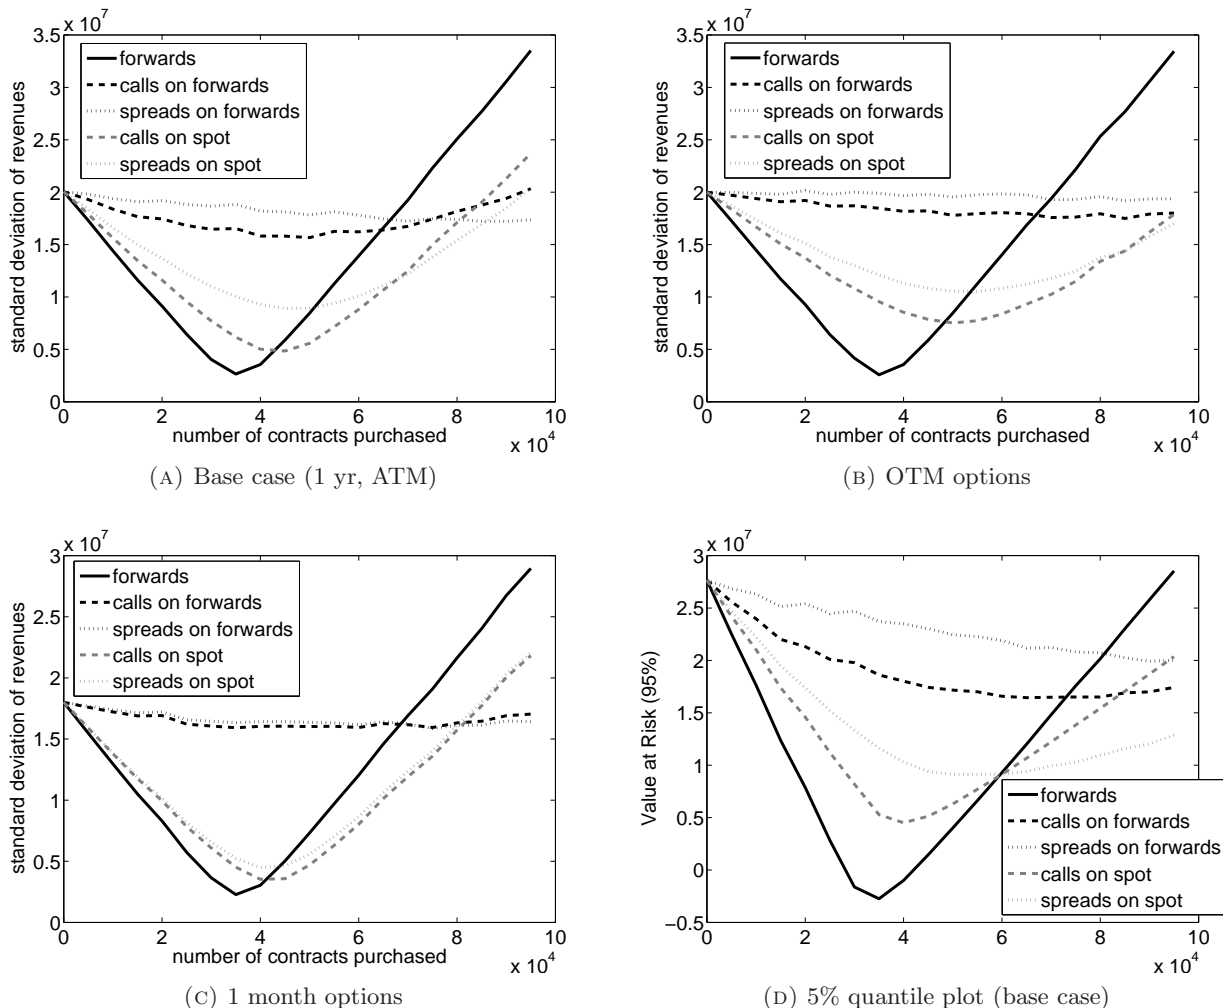 x 10^7
3.5
3
2.5
2
1.5
1
0.5
0
standard deviation of revenues
forwards
calls on forwards
spreads on forwards
calls on spot
spreads on spot
0 2 4 6 8 10
number of contracts purchased
x 10^4
(A) Base case (1 yr, ATM)
x 10^7
3.5
3
2.5
2
1.5
1
0.5
0
standard deviation of revenues
forwards
calls on forwards
spreads on forwards
calls on spot
spreads on spot
0 2 4 6 8 10
number of contracts purchased
x 10^4
(B) OTM options
x 10^7
3
2.5
2
1.5
1
0.5
0
standard deviation of revenues
forwards
calls on forwards
spreads on forwards
calls on spot
spreads on spot
0 2 4 6 8 10
number of contracts purchased
x 10^4
(C) 1 month options
x 10^7
3
2.5
2
1.5
1
0.5
0
−0.5
Value at Risk (95%)
forwards
calls on forwards
spreads on forwards
calls on spot
spreads on spot
0 2 4 6 8 10
x 10^4
(D) 5% quantile plot (base case)